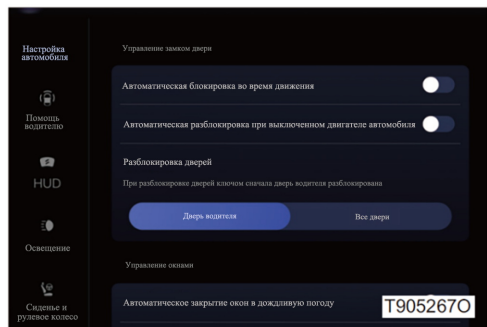 Настройка
автомобиля
Помощь
водителю
HUD
Освещение
Сиденье и
рулевое колесо
Управление замком двери
Автоматическая блокировка во время движения
Автоматическая разблокировка при выключенном двигателе автомобиля
Разблокировка дверей
При разблокировке дверей ключом сначала дверь водителя разблокирована
Дверь водителя
Все двери
Управление окнами
Автоматическое закрытие окон в дождливую погоду
T905267O